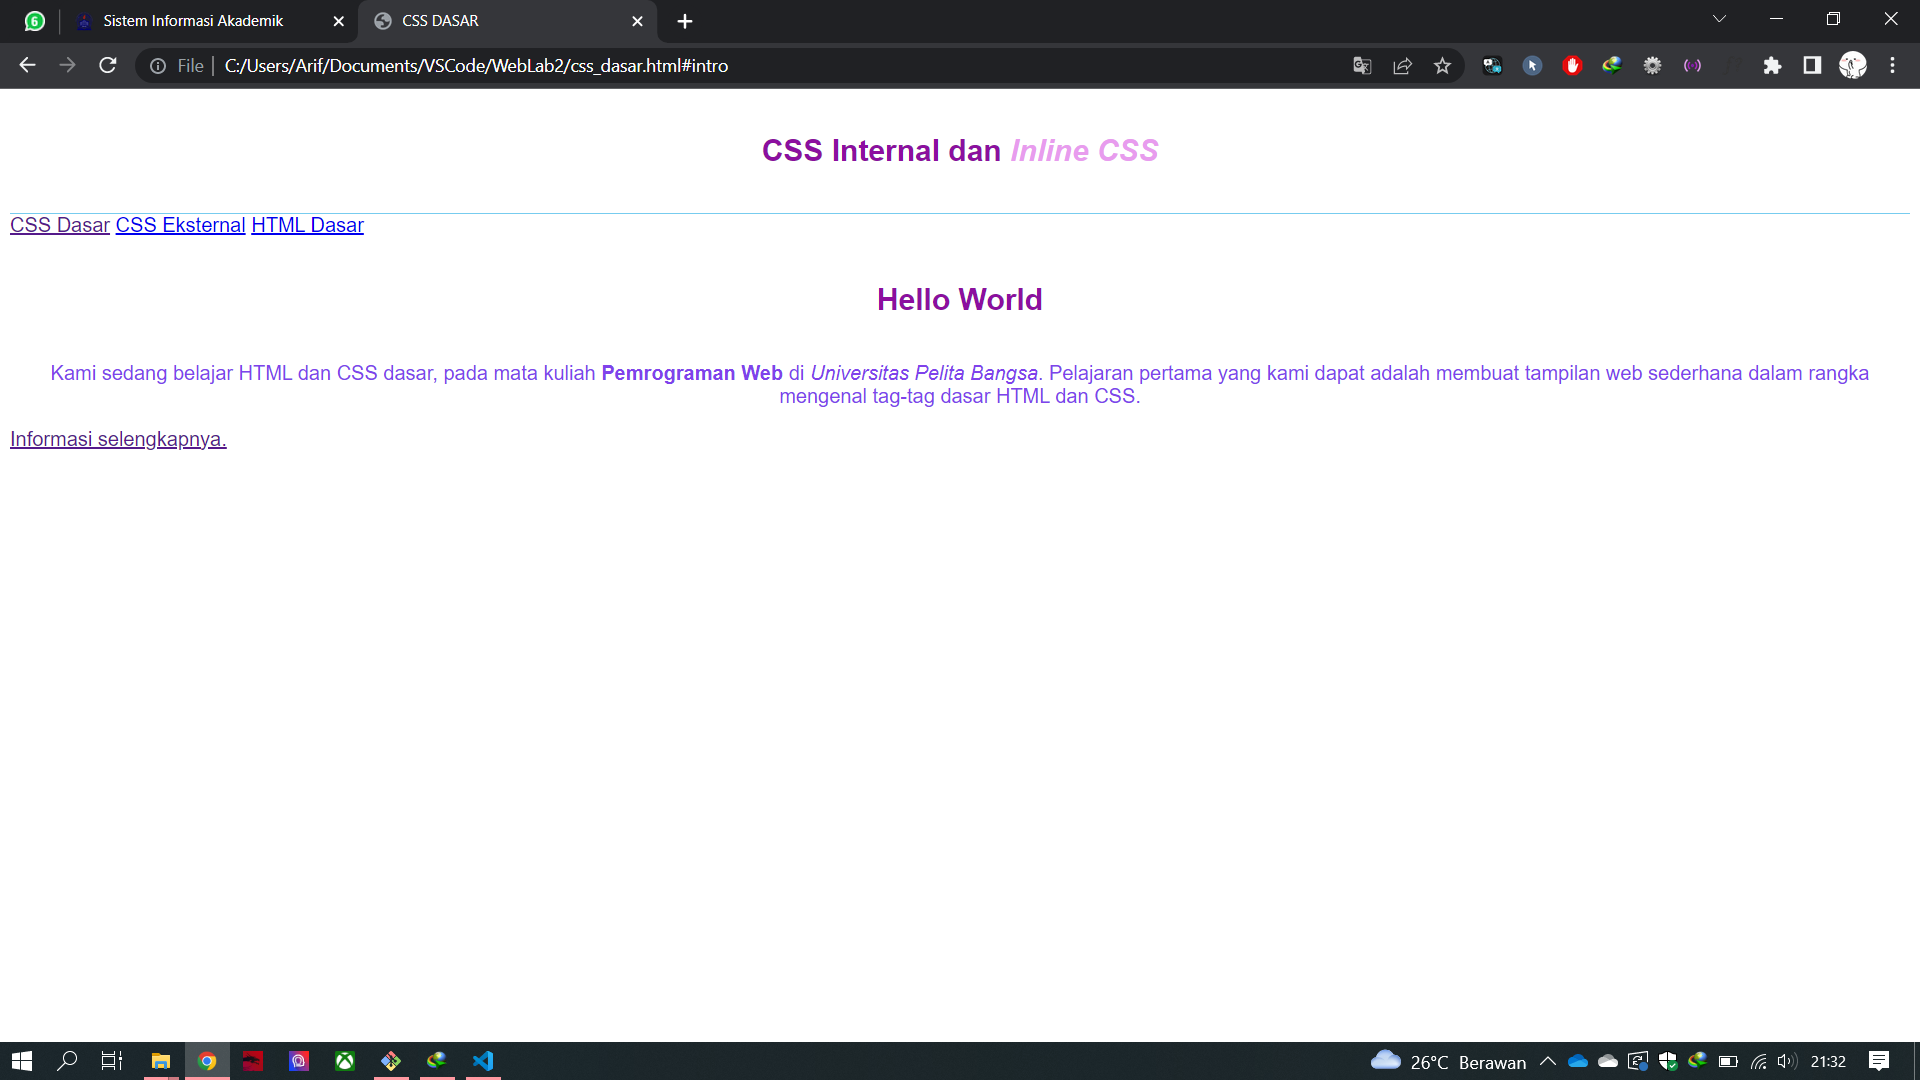 6
Sistem Informasi Akademik
CSS DASAR
File
C:/Users/Arif/Documents/VSCode/WebLab2/css_dasar.html#intro
CSS Internal dan Inline CSS
CSS Dasar CSS Eksternal HTML Dasar
Hello World
Kami sedang belajar HTML dan CSS dasar, pada mata kuliah Pemrograman Web di Universitas Pelita Bangsa. Pelajaran pertama yang kami dapat adalah membuat tampilan web sederhana dalam rangka
mengenal tag-tag dasar HTML dan CSS.
Informasi selengkapnya.
26°C Berawan
21:32